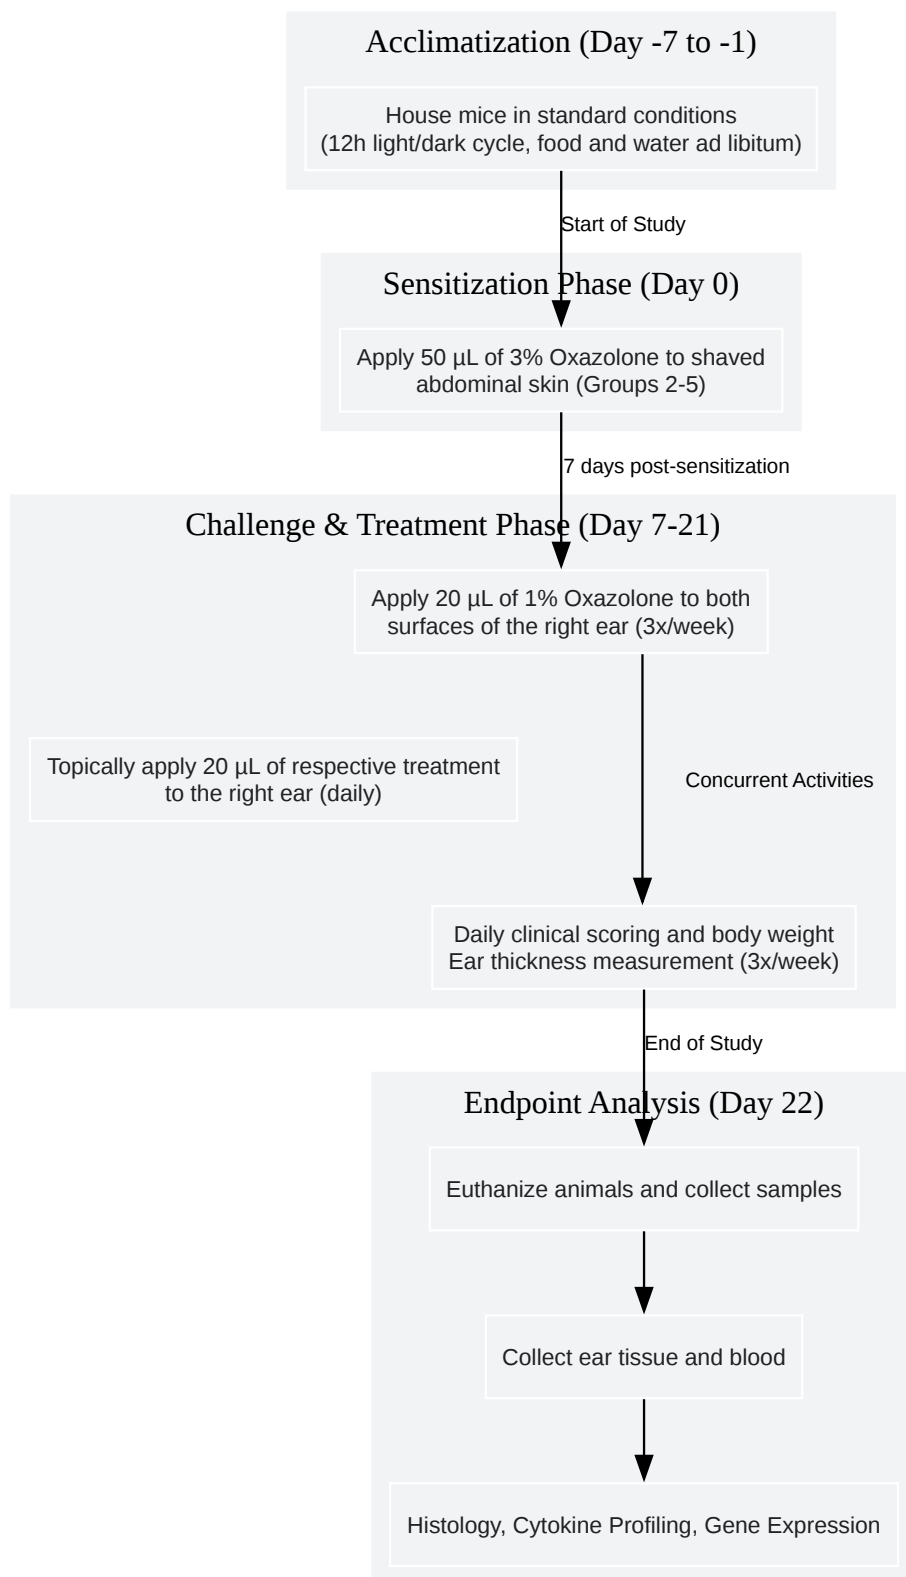 Acclimatization (Day -7 to -1)
House mice in standard conditions
(12h light/dark cycle, food and water ad libitum)
Start of Study
Sensitization Phase (Day 0)
Apply 50 µL of 3% Oxazolone to shaved
abdominal skin (Groups 2-5)
7 days post-sensitization
Challenge & Treatment Phase (Day 7-21)
Apply 20 µL of 1% Oxazolone to both
surfaces of the right ear (3x/week)
Topically apply 20 µL of respective treatment
to the right ear (daily)
Concurrent Activities
Daily clinical scoring and body weight
Ear thickness measurement (3x/week)
End of Study
Endpoint Analysis (Day 22)
Euthanize animals and collect samples
Collect ear tissue and blood
Histology, Cytokine Profiling, Gene Expression